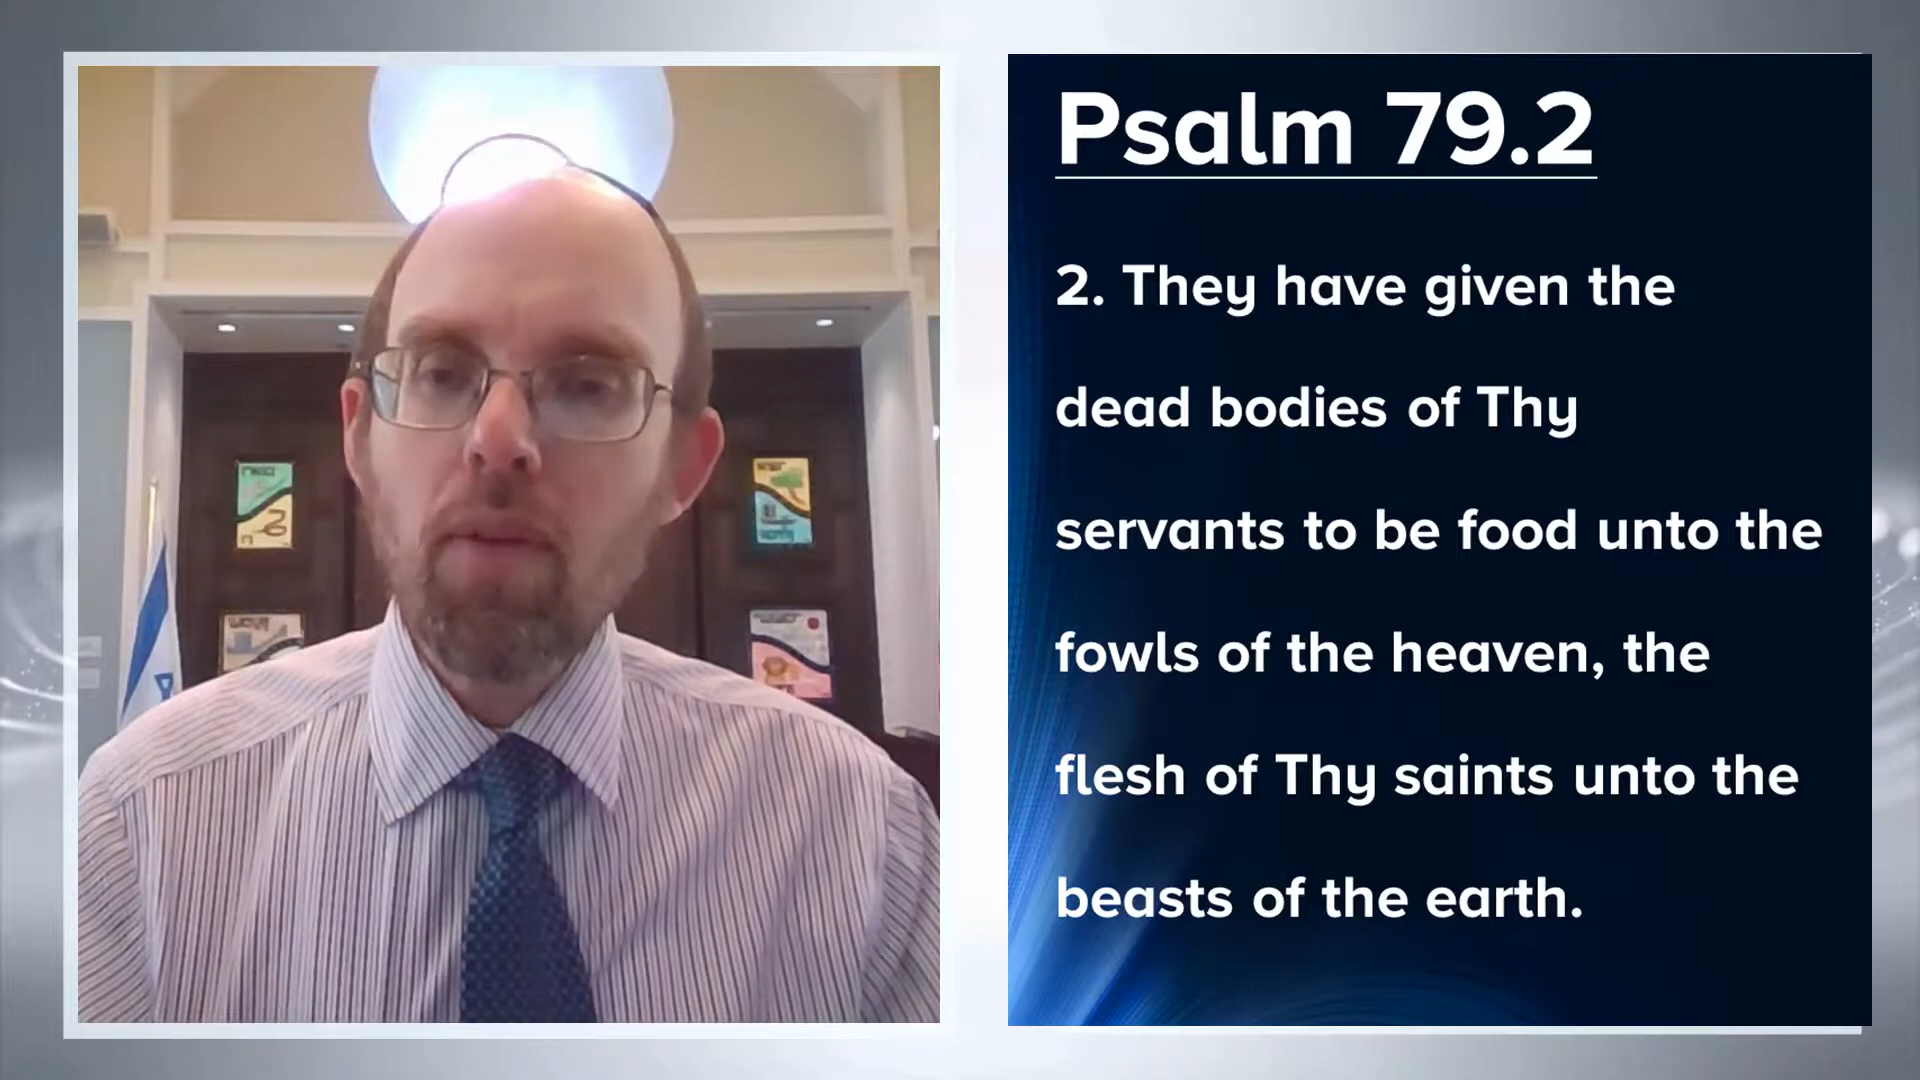 Psalm 79.2
2. They have given the
dead bodies of Thy
servants to be food unto the
fowls of the heaven, the
flesh of Thy saints unto the
beasts of the earth.